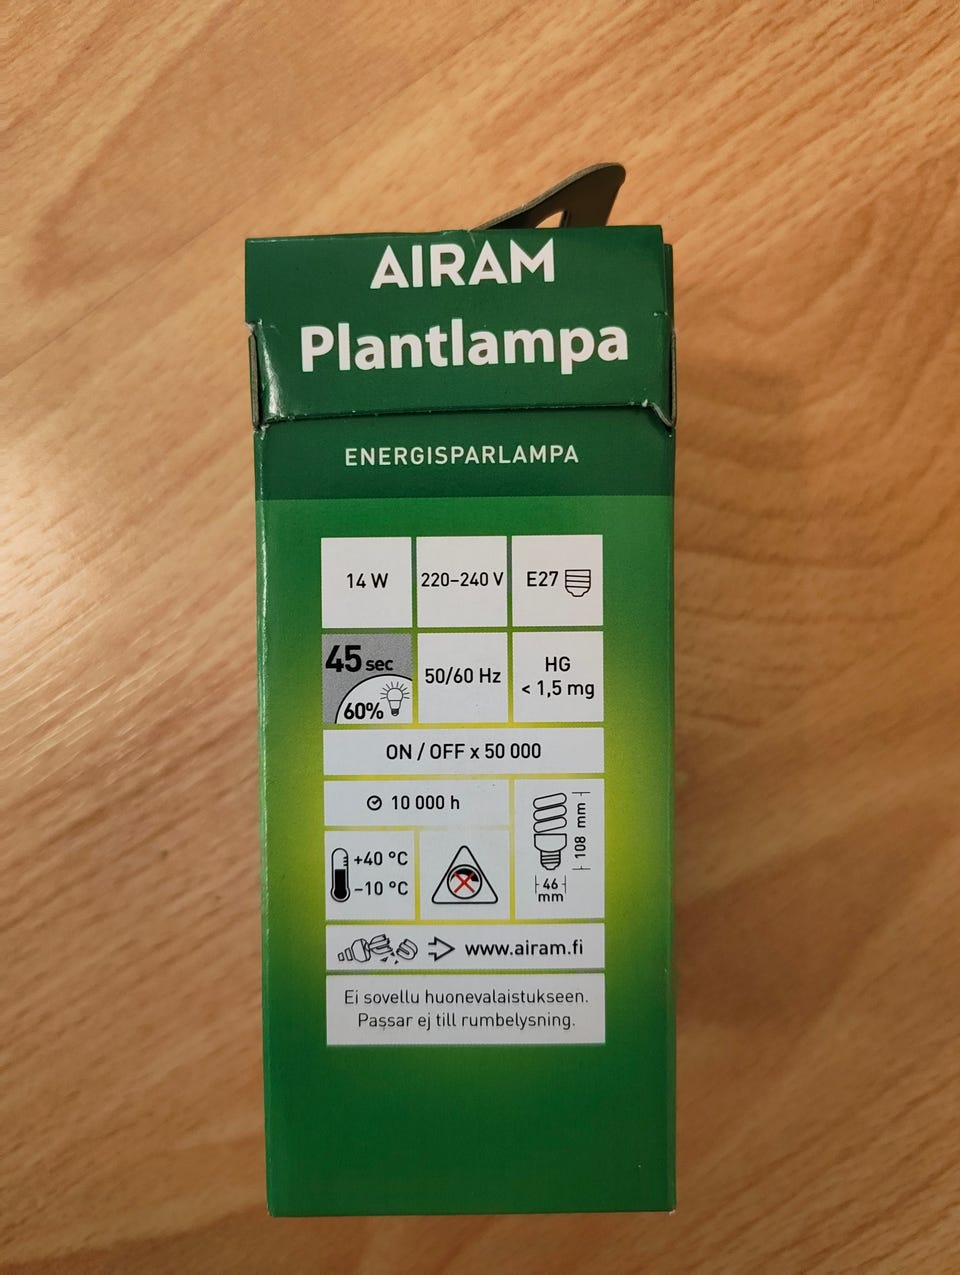 AIRAM
Plantlampa
ENERGISPARLAMPA
14 W
220–240 V
E27
45 sec
60%
50/60 Hz
HG
< 1,5 mg
ON / OFF x 50 000
10 000 h
108 mm
46
mm
+40 °C
–10 °C
www.airam.fi
Ei sovellu huonevalaistukseen.
Passar ej till rumbelysning.